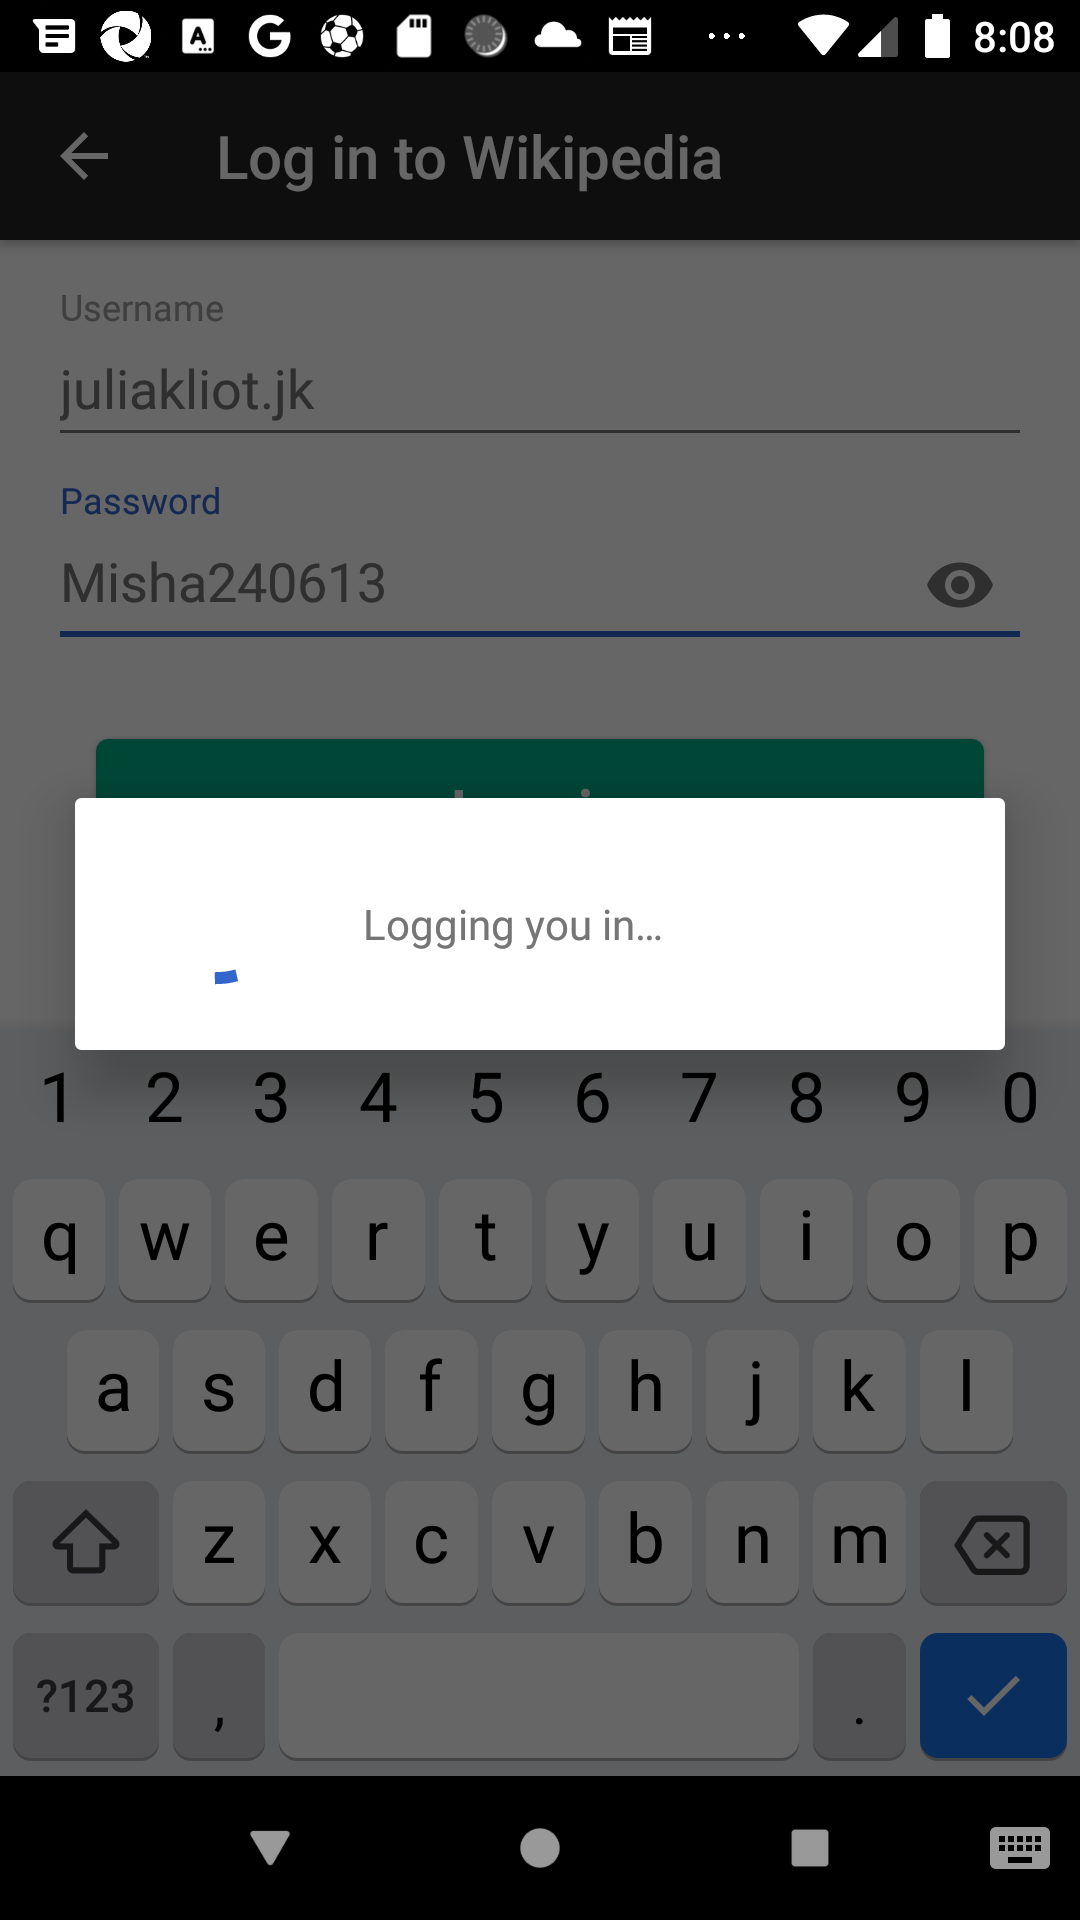 8:08
Log in to Wikipedia
Username
juliakliot.jk
Password
Misha240613
Logging you in...
1 2 3 4 5 6 7 8 9 0
q w e r t y u i o p
a s d f g h j k l
z x c v b n m
?123 , .